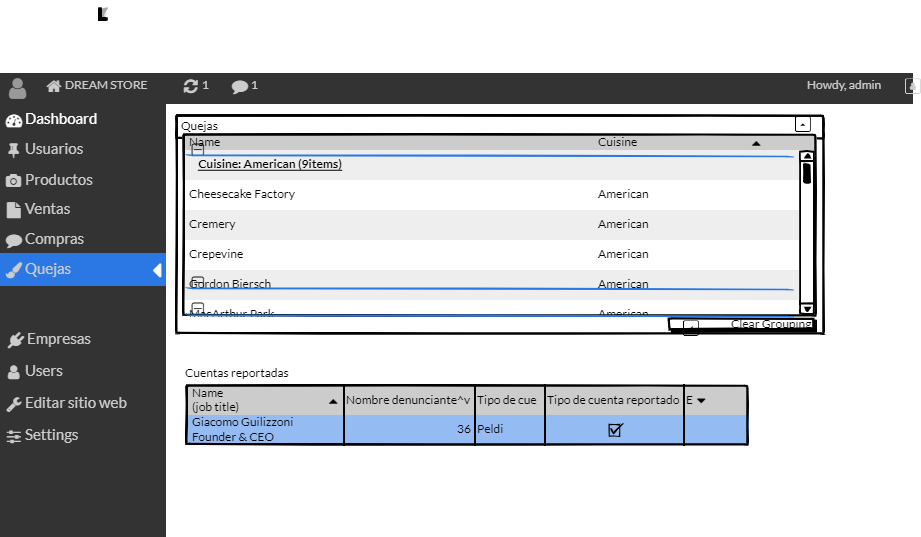 DREAM STORE 1 1 Howdy, admin
Dashboard
Usuarios
Productos
Ventas
Compras
Quejas
Empresas
Users
Editar sitio web
Settings
Quejas
Name Cuisine
Cuisine: American (9items)
Cheesecake Factory American
Cremery American
Crepevine American
Gordon Biersch American
MacArthur Park American
Clear Grouping
Cuentas reportadas
Name
(job title) Nombre denunciante^v Tipo de cue Tipo de cuenta reportado E
Giacomo Guilizzoni
Founder & CEO 36 Peldi